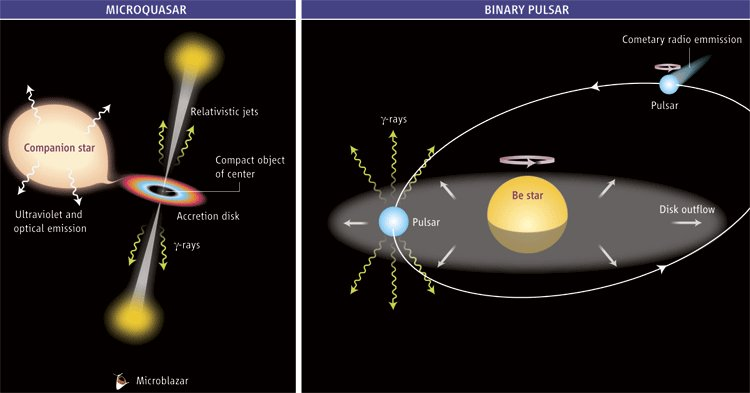 MICROQUASAR
Relativistic jets
γ-rays
Companion star
Compact object
of center
Ultraviolet and
optical emission
Accretion disk
γ-rays
Microblazar
BINARY PULSAR
Cometary radio emmission
Pulsar
γ-rays
Be star
Pulsar
Disk outflow